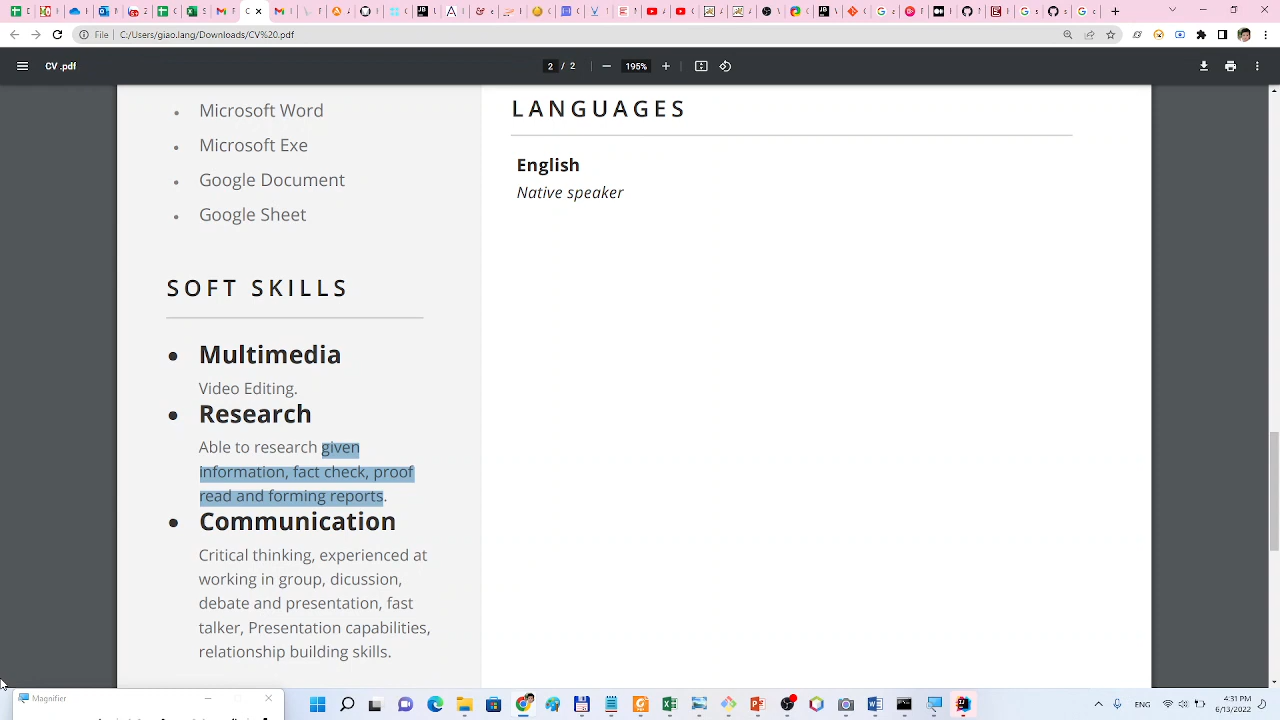 File
C:/Users/giao.lang/Downloads/CV%20.pdf
CV .pdf
2 / 2
195%
Microsoft Word
Microsoft Exe
Google Document
Google Sheet
SOFT SKILLS
Multimedia
Video Editing.
Research
Able to research given
information, fact check, proof
read and forming reports.
Communication
Critical thinking, experienced at
working in group, dicussion,
debate and presentation, fast
talker, Presentation capabilities,
relationship building skills.
LANGUAGES
English
Native speaker
Magnifier
ENG
4:31 PM
6/13/2022